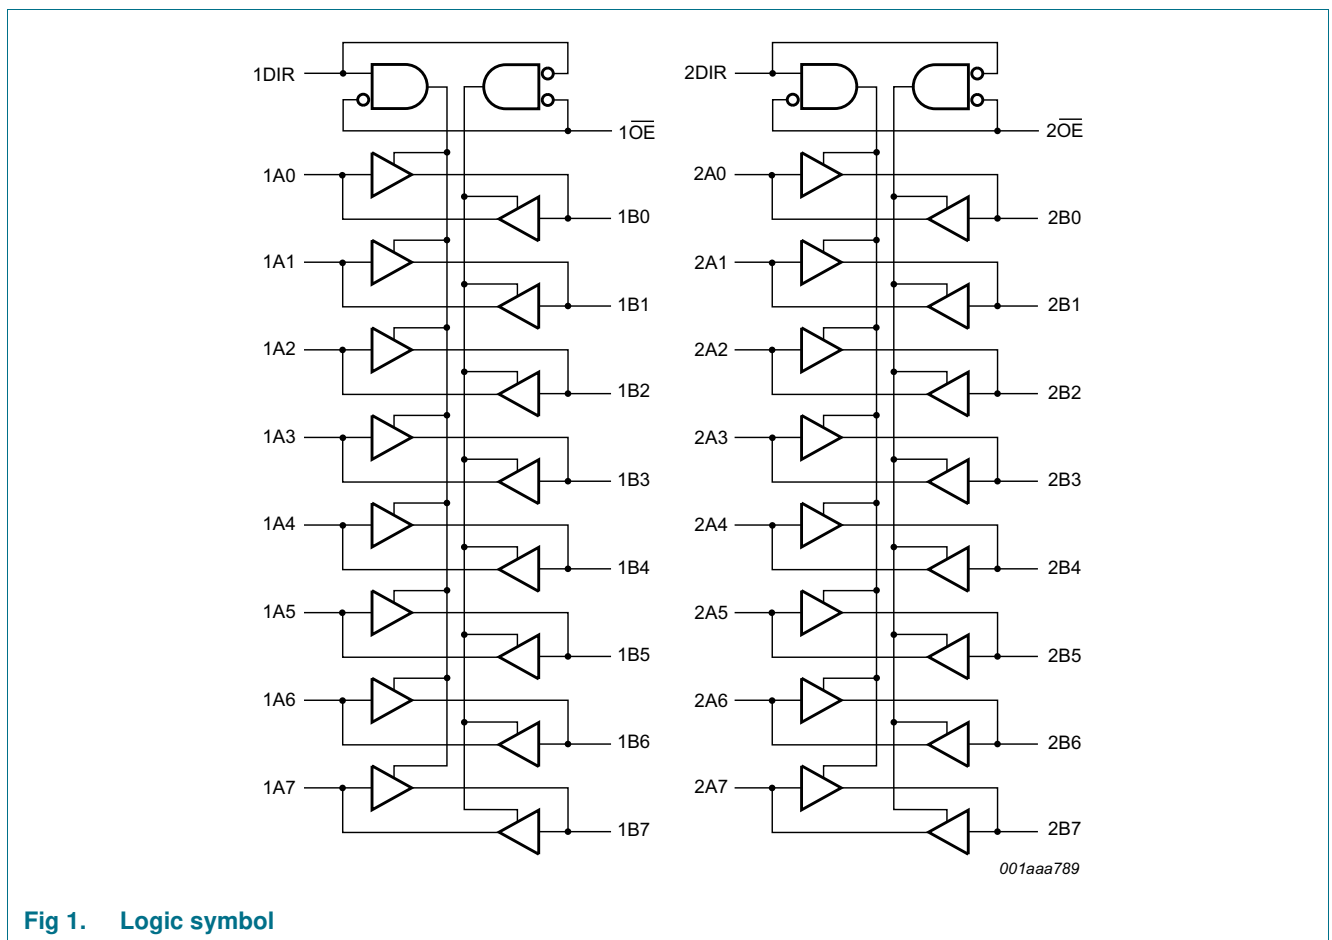 1DIR
2DIR
1O̅E̅
2O̅E̅
1A0
2A0
1B0
2B0
1A1
2A1
1B1
2B1
1A2
2A2
1B2
2B2
1A3
2A3
1B3
2B3
1A4
2A4
1B4
2B4
1A5
2A5
1B5
2B5
1A6
2A6
1B6
2B6
1A7
2A7
1B7
2B7
001aaa789
Fig 1. Logic symbol